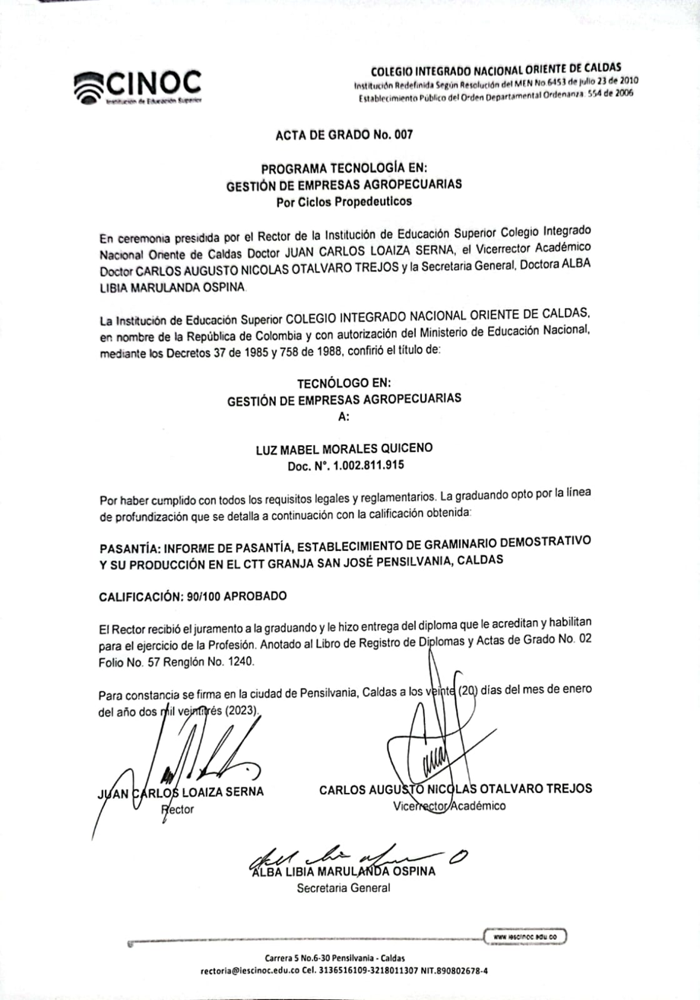 CINOC
Institución de Educación Superior
COLEGIO INTEGRADO NACIONAL ORIENTE DE CALDAS
Institución Redefinida Según Resolución del MEN No 6453 de julio 23 de 2010
Establecimiento Público del Orden Departamental Ordenanza: 554 de 2006
ACTA DE GRADO No. 007
PROGRAMA TECNOLOGÍA EN:
GESTIÓN DE EMPRESAS AGROPECUARIAS
Por Ciclos Propedeuticos
En ceremonia presidida por el Rector de la Institución de Educación Superior Colegio Integrado
Nacional Oriente de Caldas Doctor JUAN CARLOS LOAIZA SERNA, el Vicerrector Académico
Doctor CARLOS AUGUSTO NICOLAS OTALVARO TREJOS y la Secretaria General, Doctora ALBA
LIBIA MARULANDA OSPINA
La Institución de Educación Superior COLEGIO INTEGRADO NACIONAL ORIENTE DE CALDAS,
en nombre de la República de Colombia y con autorización del Ministerio de Educación Nacional,
mediante los Decretos 37 de 1985 y 758 de 1988, confirió el título de:
TECNÓLOGO EN:
GESTIÓN DE EMPRESAS AGROPECUARIAS
A:
LUZ MABEL MORALES QUICENO
Doc. N°. 1.002.811.915
Por haber cumplido con todos los requisitos legales y reglamentarios. La graduando opto por la línea
de profundización que se detalla a continuación con la calificación obtenida:
PASANTÍA: INFORME DE PASANTÍA, ESTABLECIMIENTO DE GRAMINARIO DEMOSTRATIVO
Y SU PRODUCCIÓN EN EL CTT GRANJA SAN JOSÉ PENSILVANIA, CALDAS
CALIFICACIÓN: 90/100 APROBADO
El Rector recibió el juramento a la graduando y le hizo entrega del diploma que le acreditan y habilitan
para el ejercicio de la Profesión. Anotado al Libro de Registro de Diplomas y Actas de Grado No. 02
Folio No. 57 Renglón No. 1240.
Para constancia se firma en la ciudad de Pensilvania, Caldas a los veinte (20) días del mes de enero
del año dos mil veintitrés (2023).
JUAN CARLOS LOAIZA SERNA
Rector
CARLOS AUGUSTO NICOLAS OTALVARO TREJOS
Vicerrector Académico
ALBA LIBIA MARULANDA OSPINA
Secretaria General
www.iescinoc.edu.co
Carrera 5 No.6-30 Pensilvania - Caldas
rectoria@iescinoc.edu.co Cel. 3136516109-3218011307 NIT.890802678-4